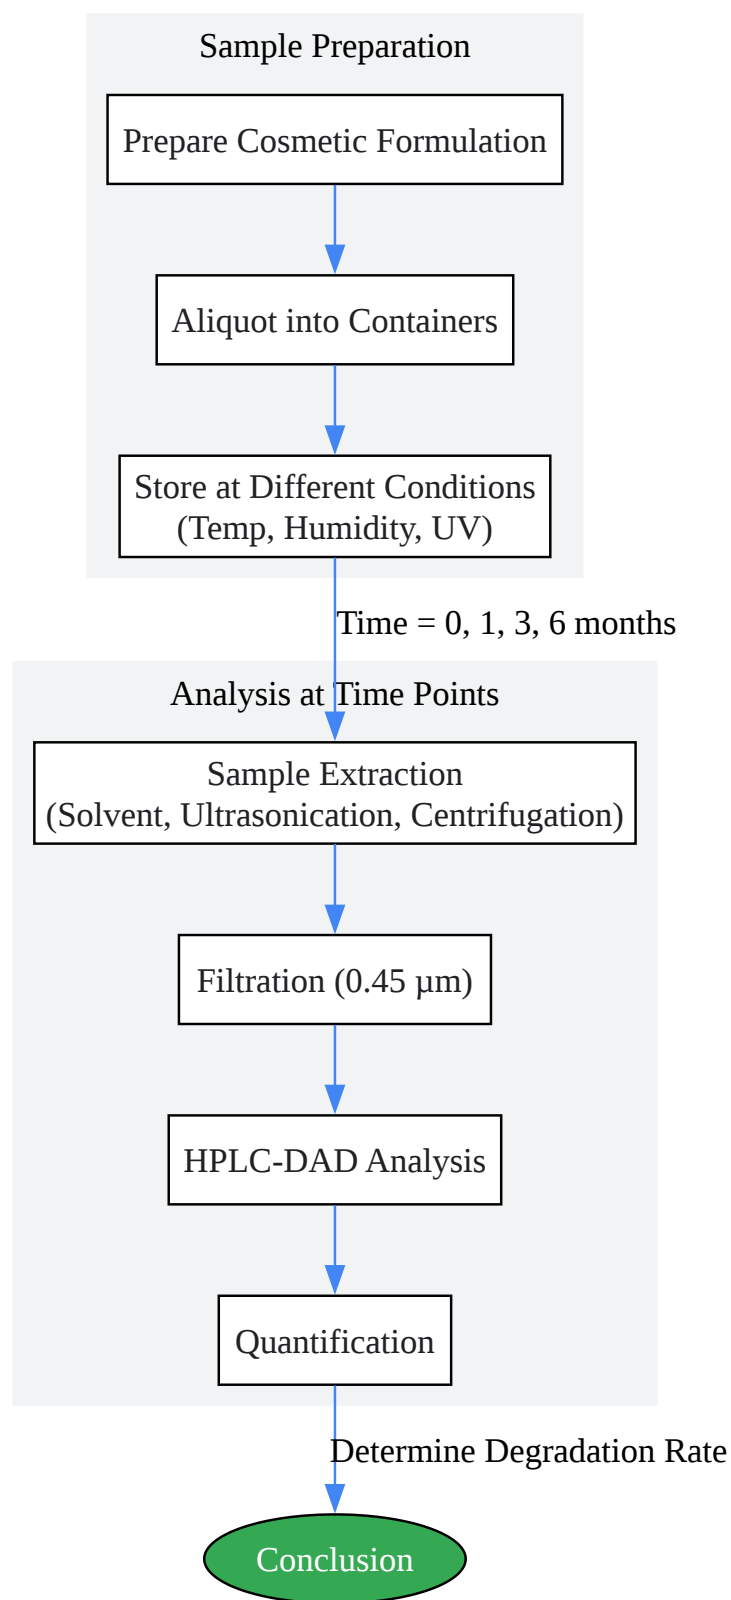 Sample Preparation
Prepare Cosmetic Formulation
Aliquot into Containers
Store at Different Conditions
(Temp, Humidity, UV)
Time = 0, 1, 3, 6 months
Analysis at Time Points
Sample Extraction
(Solvent, Ultrasonication, Centrifugation)
Filtration (0.45 µm)
HPLC-DAD Analysis
Quantification
Determine Degradation Rate
Conclusion